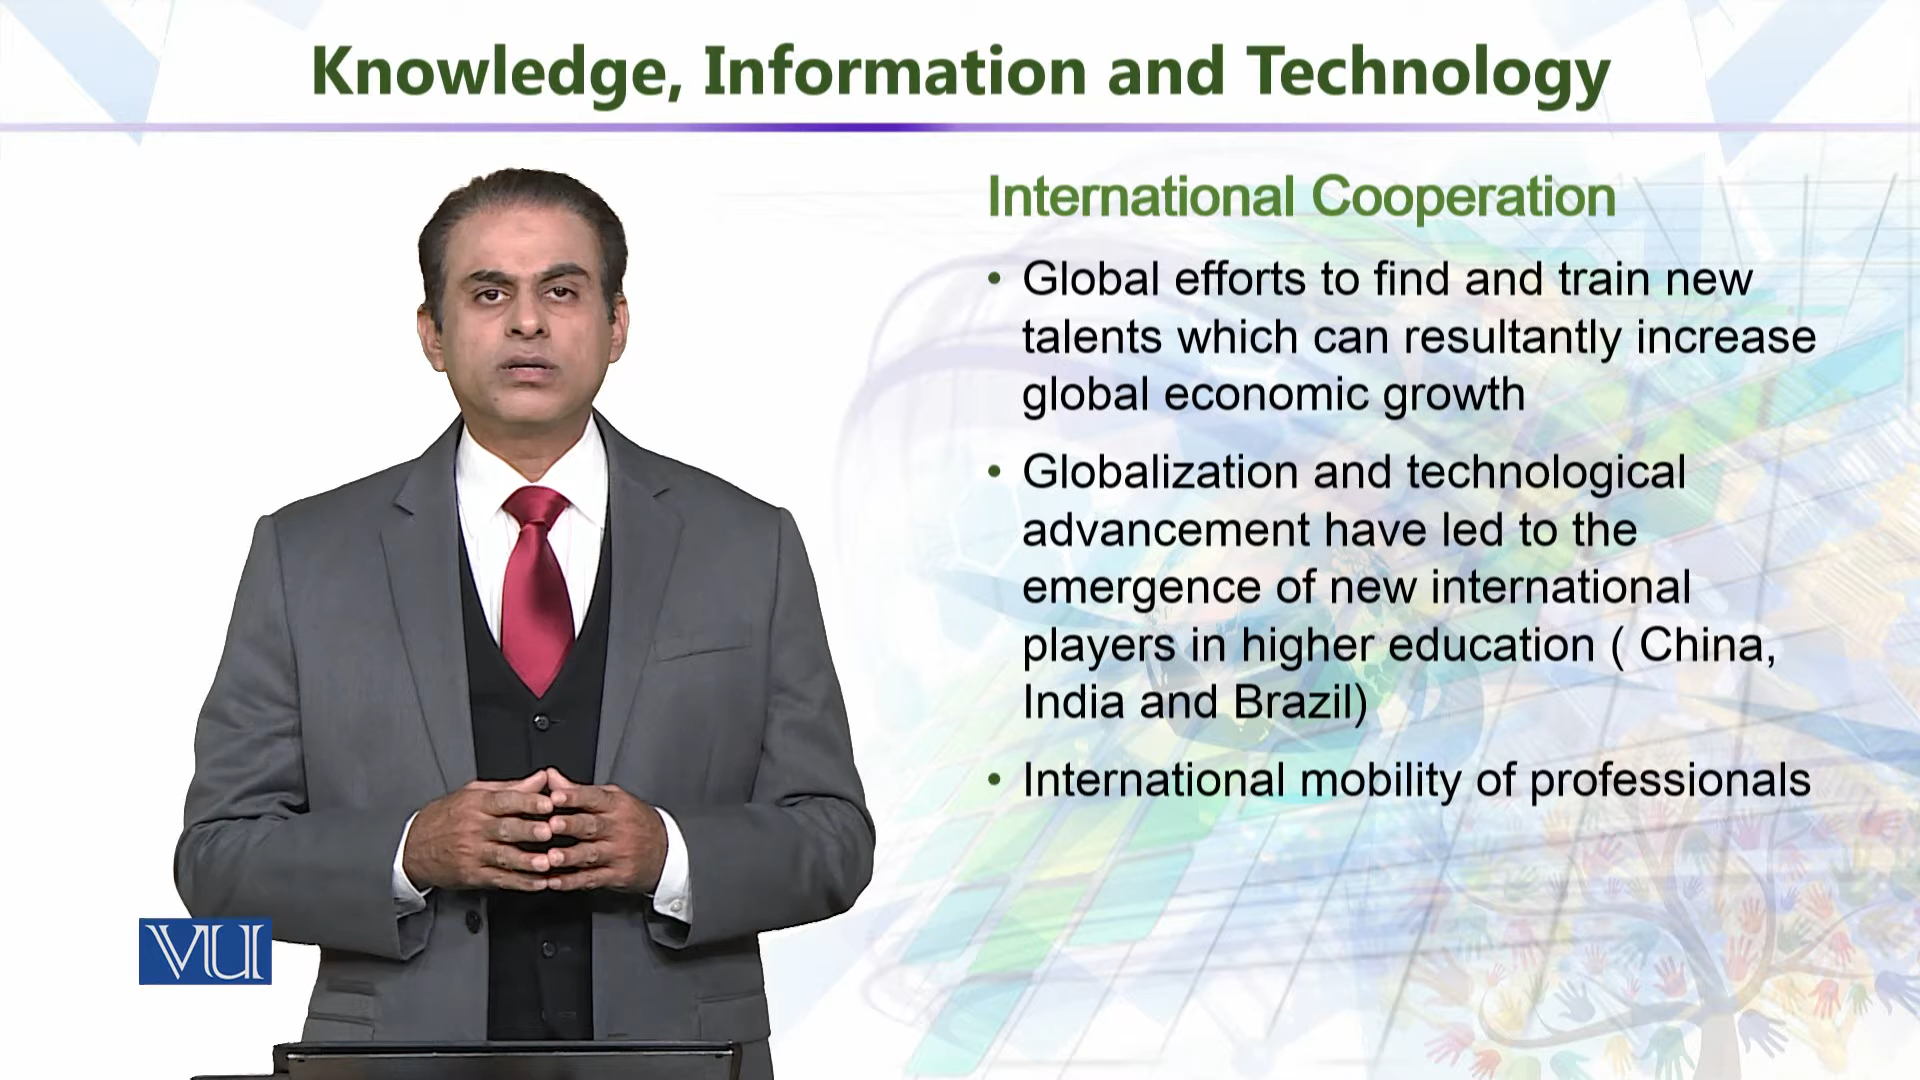 Knowledge, Information and Technology
International Cooperation
• Global efforts to find and train new
talents which can resultantly increase
global economic growth
• Globalization and technological
advancement have led to the
emergence of new international
players in higher education ( China,
India and Brazil)
• International mobility of professionals
VU